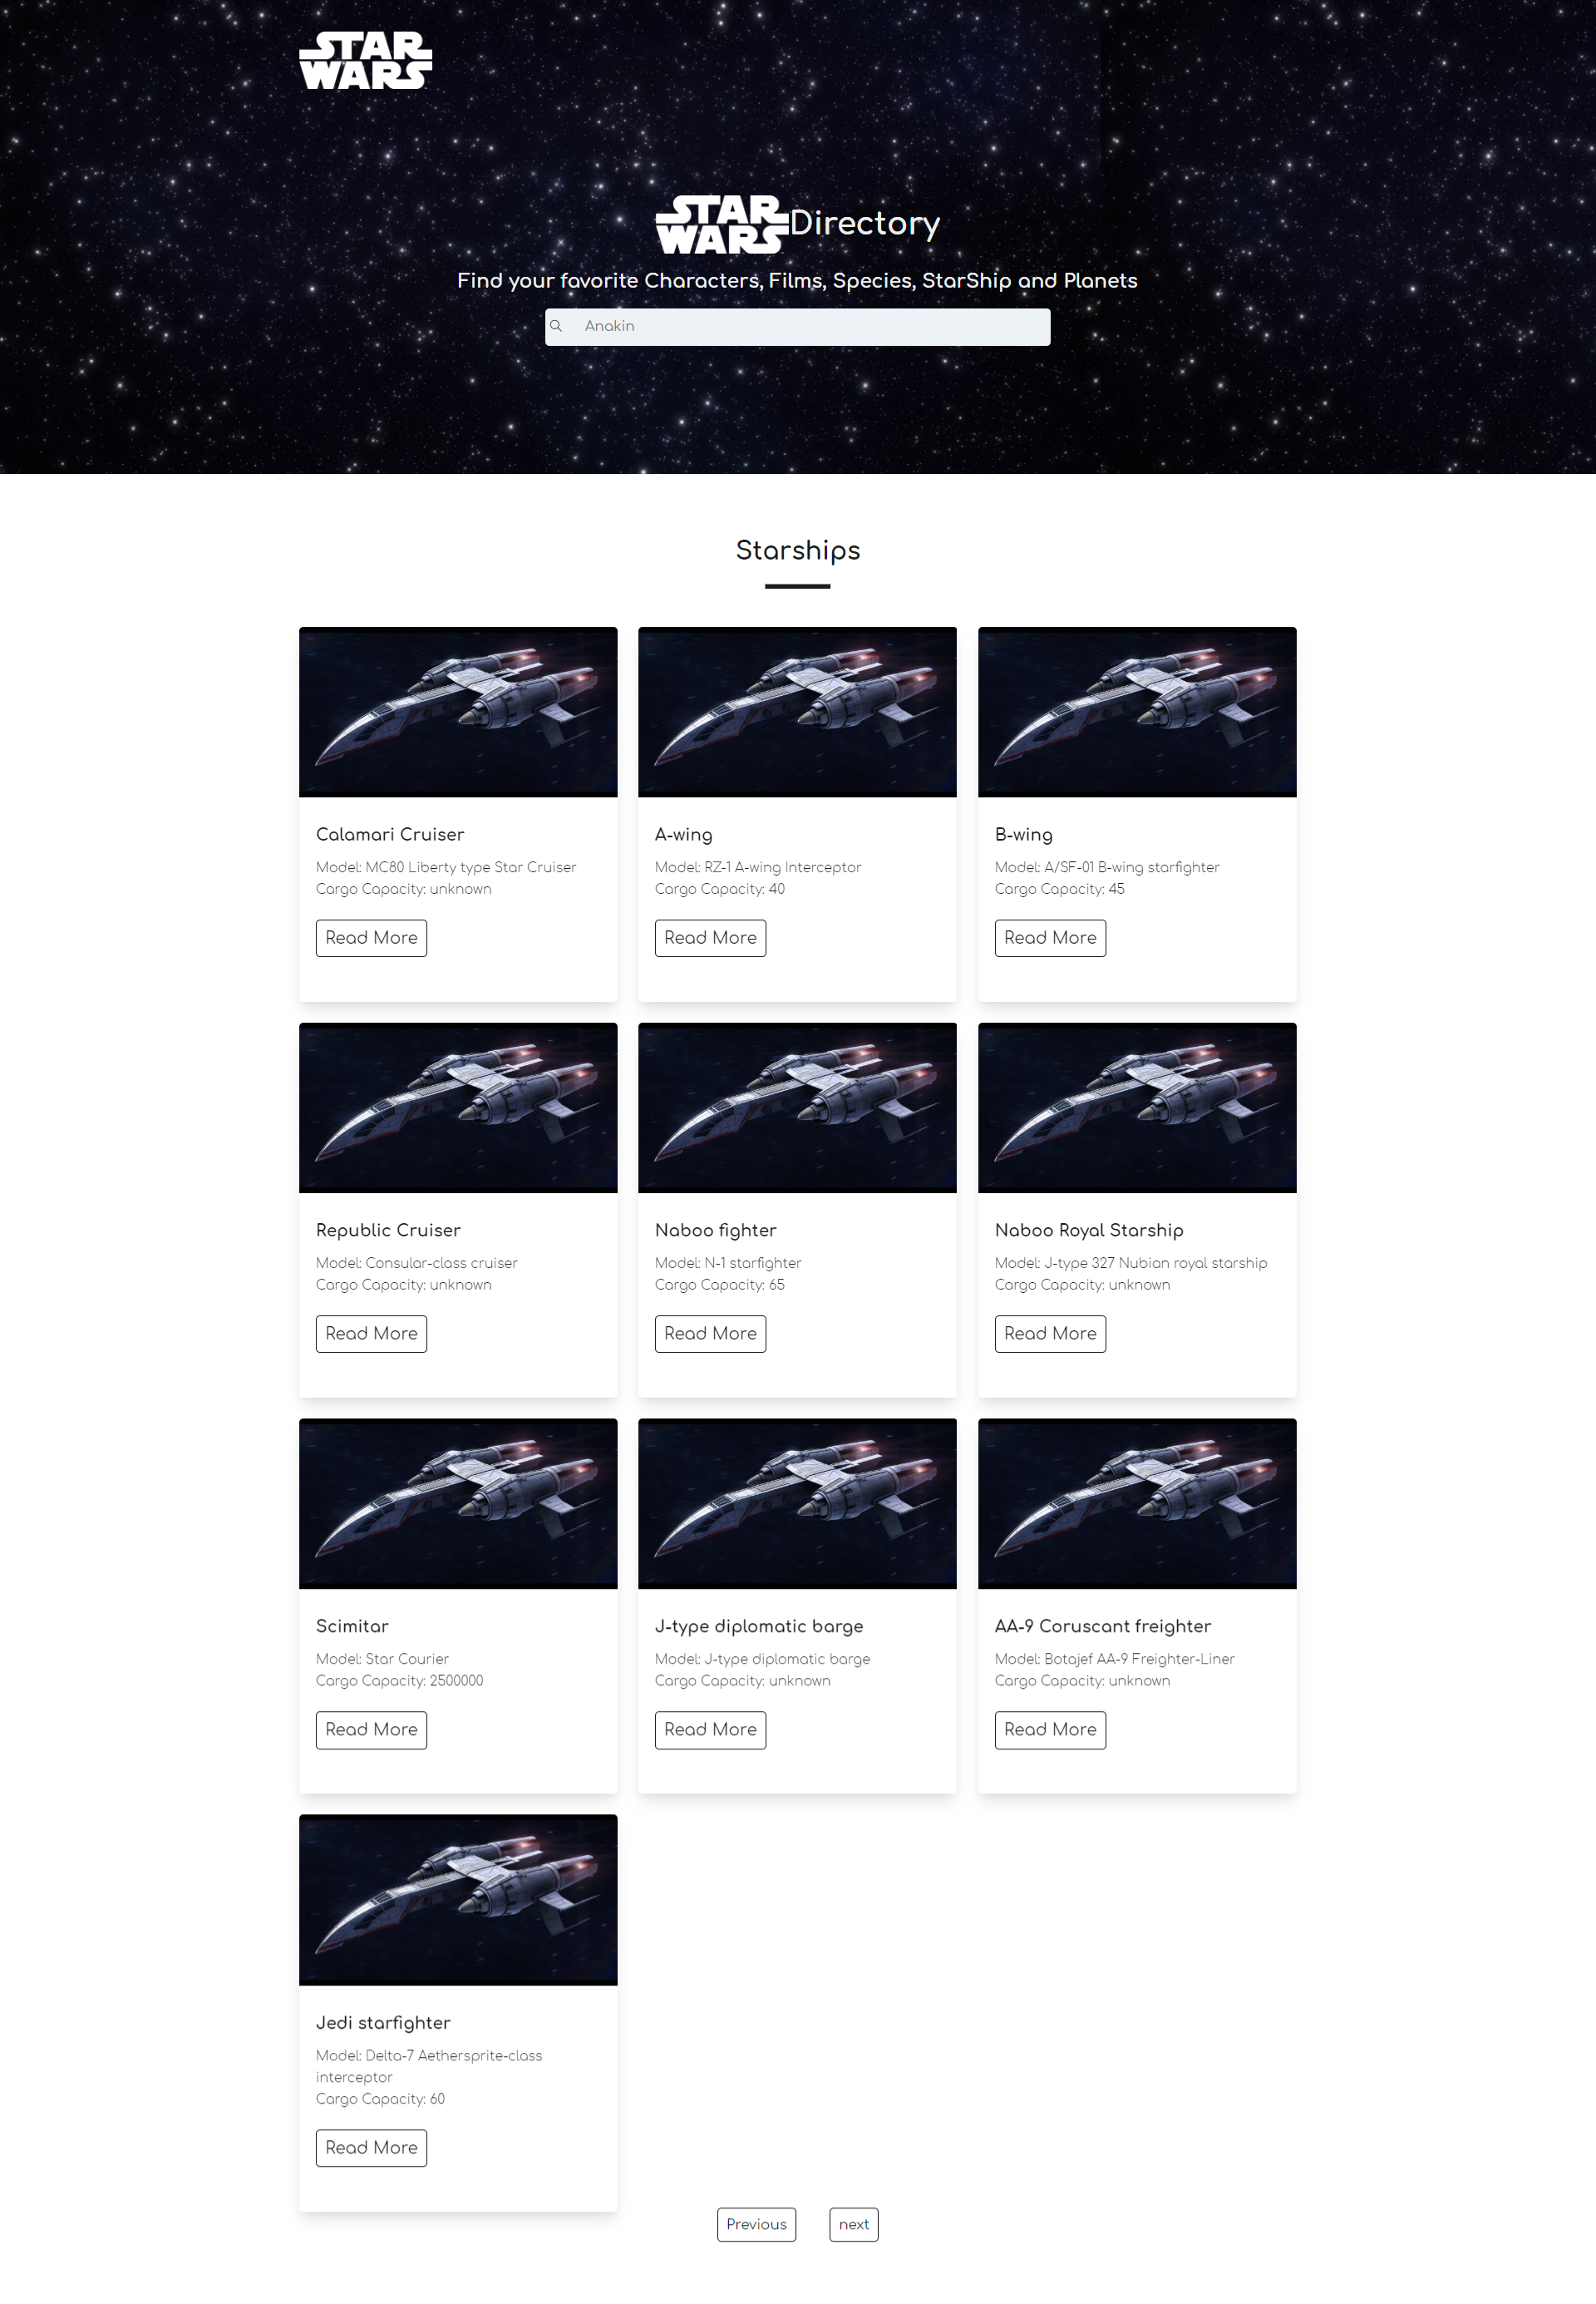 STAR
WARS
STAR
WARS Directory
Find your favorite Characters, Films, Species, StarShip and Planets
Anakin
Starships
Calamari Cruiser
Model: MC80 Liberty type Star Cruiser
Cargo Capacity: unknown
Read More
A-wing
Model: RZ-1 A-wing Interceptor
Cargo Capacity: 40
Read More
B-wing
Model: A/SF-01 B-wing starfighter
Cargo Capacity: 45
Read More
Republic Cruiser
Model: Consular-class cruiser
Cargo Capacity: unknown
Read More
Naboo fighter
Model: N-1 starfighter
Cargo Capacity: 65
Read More
Naboo Royal Starship
Model: J-type 327 Nubian royal starship
Cargo Capacity: unknown
Read More
Scimitar
Model: Star Courier
Cargo Capacity: 2500000
Read More
J-type diplomatic barge
Model: J-type diplomatic barge
Cargo Capacity: unknown
Read More
AA-9 Coruscant freighter
Model: Botajef AA-9 Freighter-Liner
Cargo Capacity: unknown
Read More
Jedi starfighter
Model: Delta-7 Aethersprite-class
interceptor
Cargo Capacity: 60
Read More
Previous
next